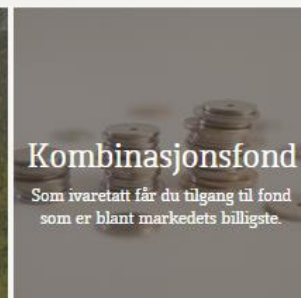 Kombinasjonsfond
Som ivaretatt får du tilgang til fond
som er blant markedets billigste.